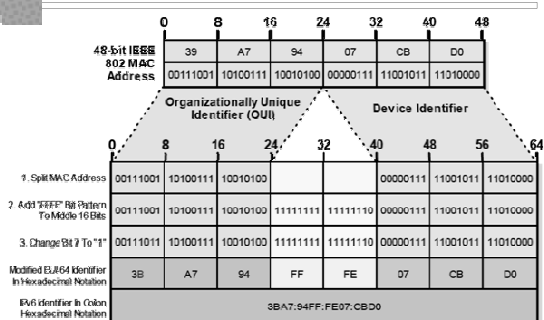 0 8 16 24 32 40 48
48-bit IEEE
802 MAC
Address
39 A7 94 07 CB D0
00111001 10100111 10010100 00000111 11001011 11010000
Organizationally Unique
Identifier (OUI)
Device Identifier
0 8 16 24 32 40 48 56 64
1. Split MAC Address 00111001 10100111 10010100 00000111 11001011 11010000
2. Add "FFFE" Bit Pattern
To Middle 16 Bits
00111001 10100111 10010100 11111111 11111110 00000111 11001011 11010000
3. Change Bit 7 To "1" 00111011 10100111 10010100 11111111 11111110 00000111 11001011 11010000
Modified EUI-64 Identifier
In Hexadecimal Notation
3B A7 94 FF FE 07 CB D0
IPv6 Identifier In Colon
Hexadecimal Notation
3BA7:94FF:FE07:CBD0